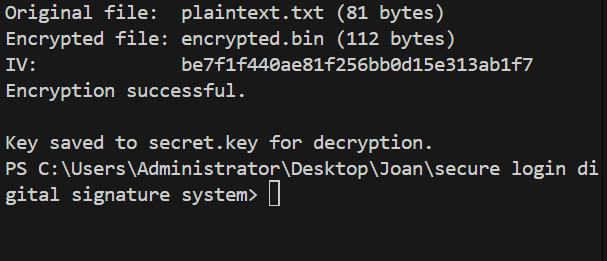 Original file:  plaintext.txt (81 bytes)
Encrypted file: encrypted.bin (112 bytes)
IV:             be7f1f440ae81f256bb0d15e313ab1f7
Encryption successful.
Key saved to secret.key for decryption.
PS C:\Users\Administrator\Desktop\Joan\secure login di
gital signature system>